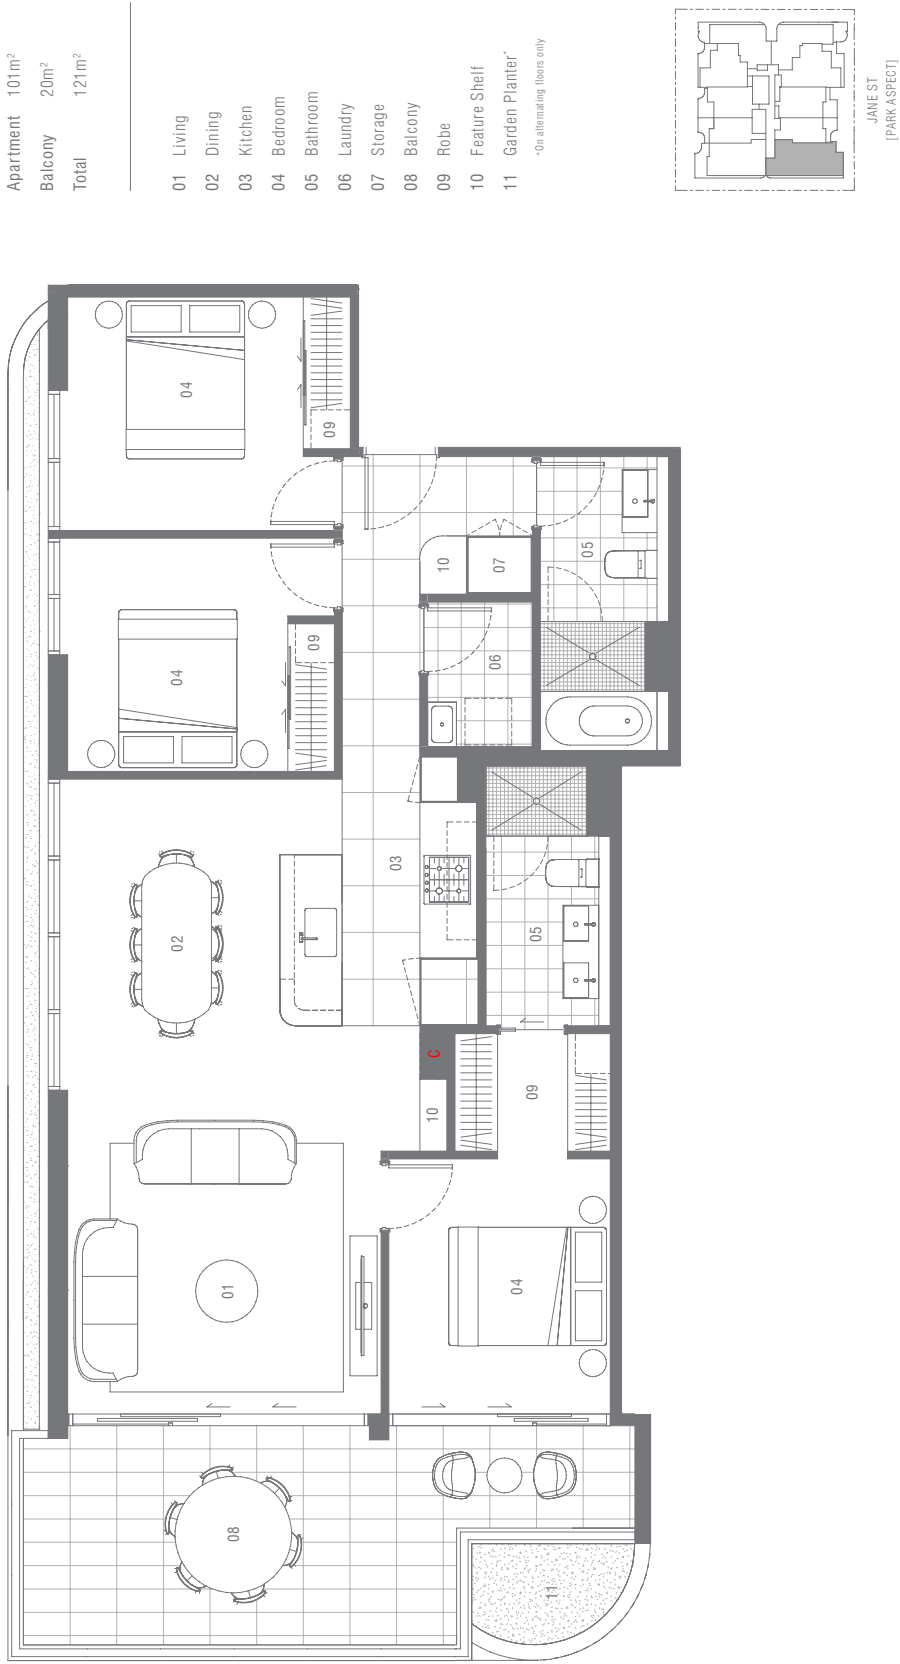 Apartment 101m²
Balcony 20m²
Total 121m²
01 Living
02 Dining
03 Kitchen
04 Bedroom
05 Bathroom
06 Laundry
07 Storage
08 Balcony
09 Robe
10 Feature Shelf
11 Garden Planter*
*On alternating floors only
JANE ST
[PARK ASPECT]
04
09
04
09
10
07
05
06
03
02
05
C
10
09
01
04
08
11